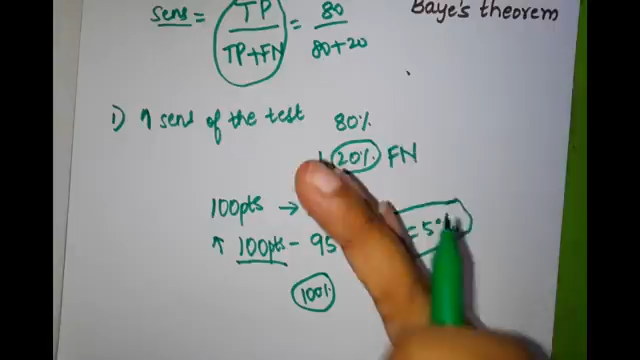 Baye's theorem
Sens = TP / TP+FN = 80 / 80+20
1) ↑ sens of the test 80%
20% FN
100pts →
↑ 100pts - 95 = 5%
100%